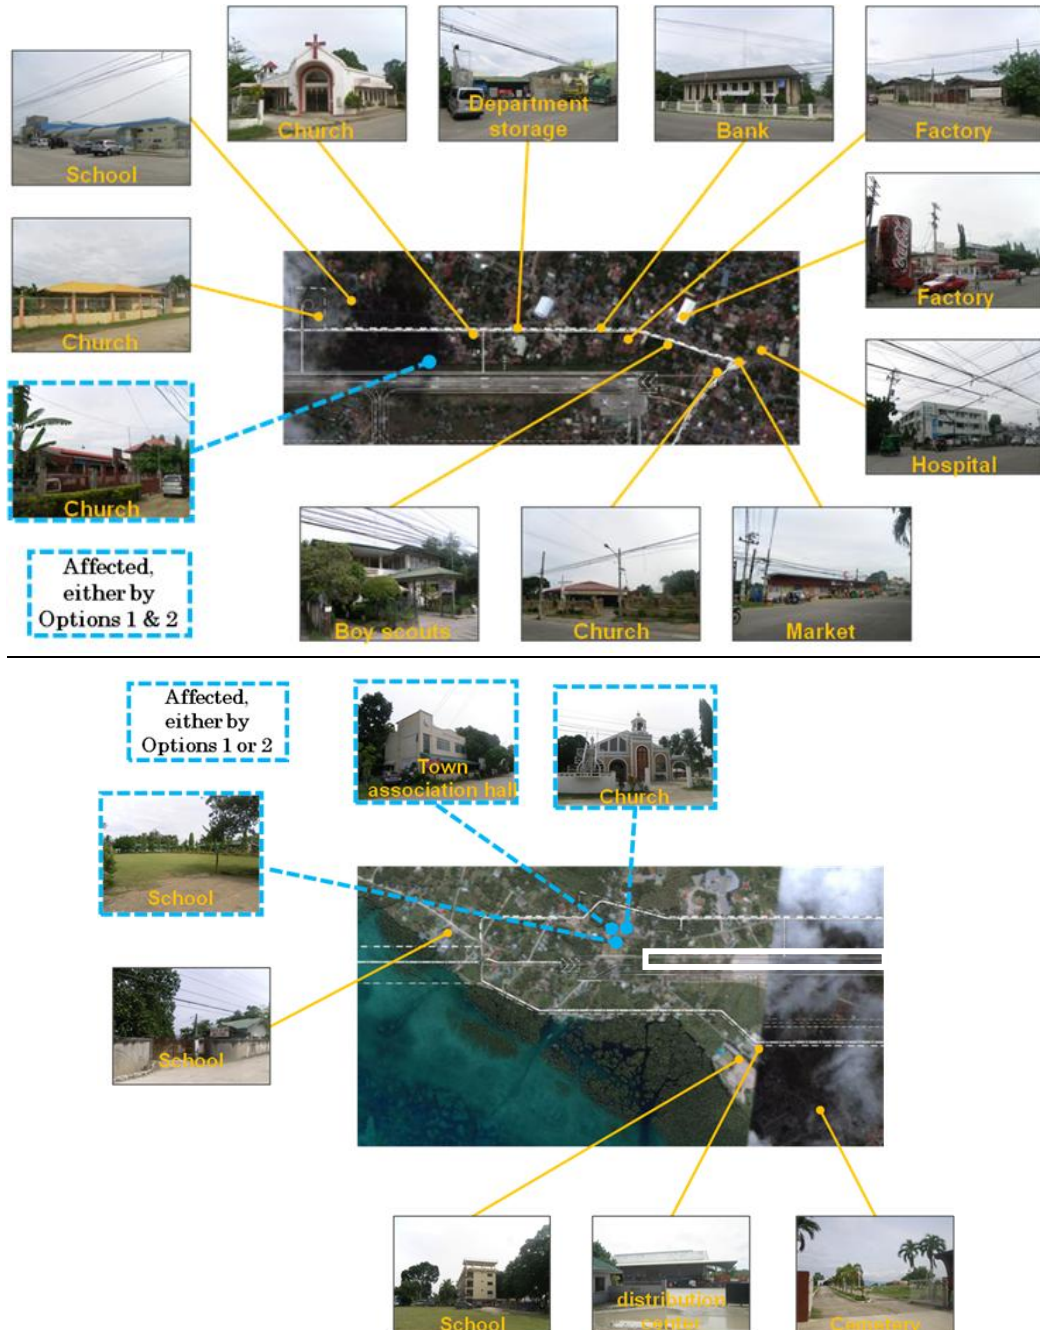 Church
Department
storage
Bank
Factory
School
Factory
Church
Hospital
Church
Affected,
either by
Options 1 & 2
Boy scouts
Church
Market
Affected,
either by
Options 1 or 2
Town
association hall
Church
School
School
School
distribution
center
Cemetery